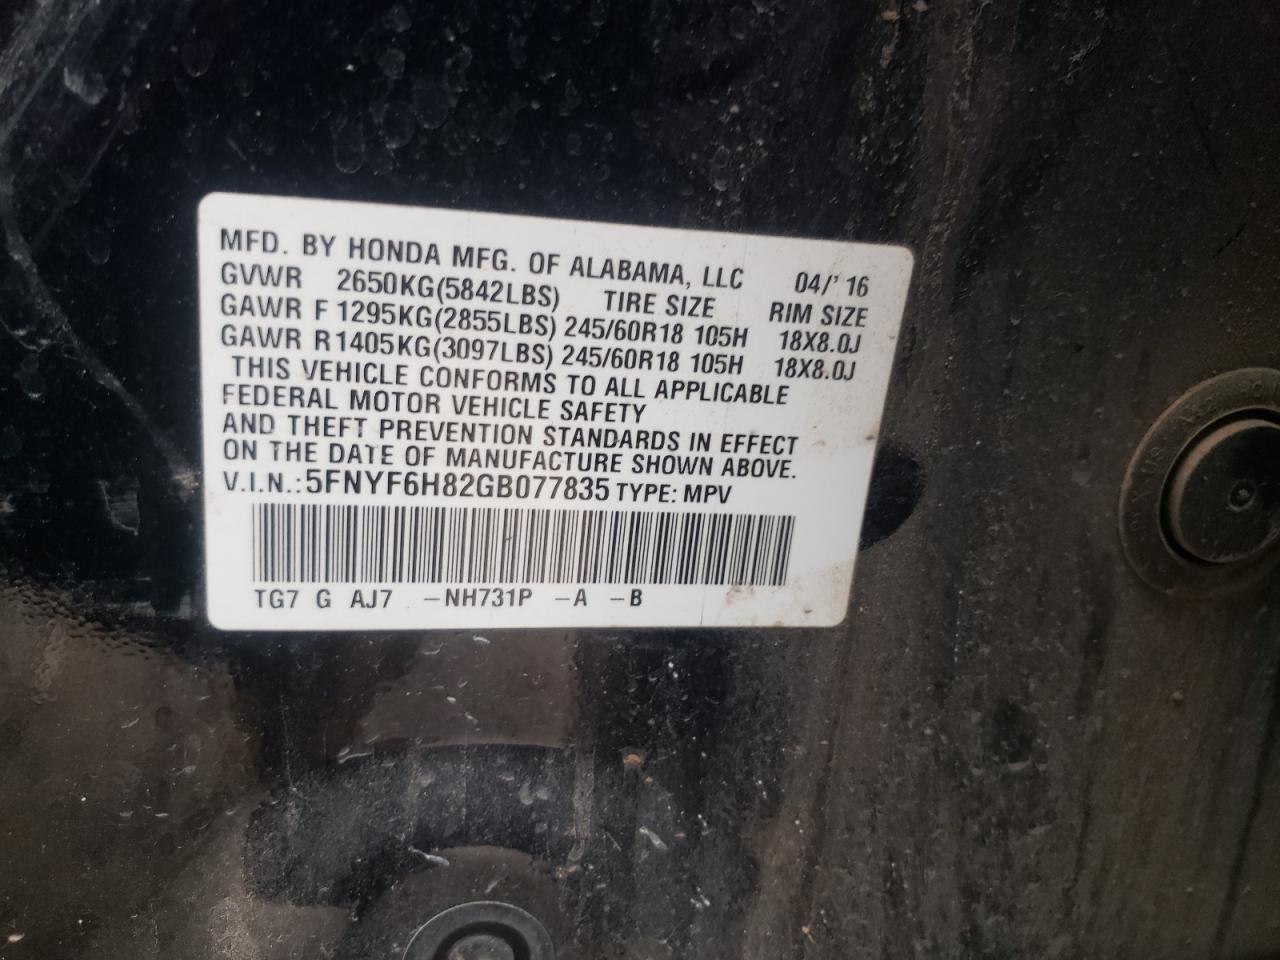 MFD. BY HONDA MFG. OF ALABAMA, LLC 04/'16
GVWR 2650KG(5842LBS) TIRE SIZE RIM SIZE
GAWR F 1295KG(2855LBS) 245/60R18 105H 18X8.0J
GAWR R 1405KG(3097LBS) 245/60R18 105H 18X8.0J
THIS VEHICLE CONFORMS TO ALL APPLICABLE
FEDERAL MOTOR VEHICLE SAFETY
AND THEFT PREVENTION STANDARDS IN EFFECT
ON THE DATE OF MANUFACTURE SHOWN ABOVE.
V.I.N.: 5FNYF6H82GB077835 TYPE: MPV
TG7 G AJ7 -NH731P -A -B